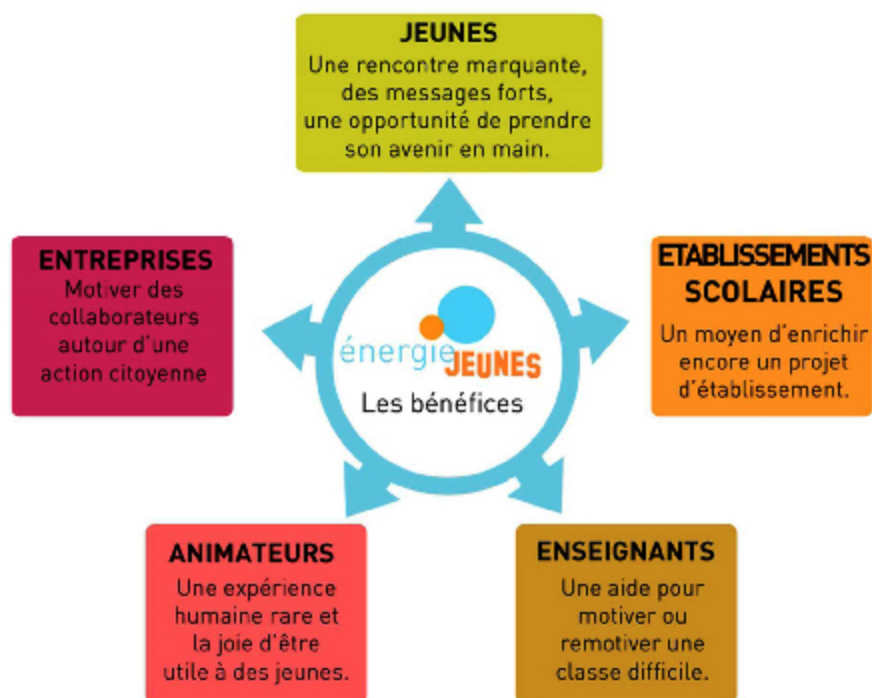 JEUNES
Une rencontre marquante,
des messages forts,
une opportunité de prendre
son avenir en main.
ENTREPRISES
Motiver des
collaborateurs
autour d'une
action citoyenne
énergie
JEUNES
Les bénéfices
ETABLISSEMENTS
SCOLAIRES
Un moyen d'enrichir
encore un projet
d'établissement.
ANIMATEURS
Une expérience
humaine rare et
la joie d'être
utile à des jeunes.
ENSEIGNANTS
Une aide pour
motiver ou
remotiver une
classe difficile.